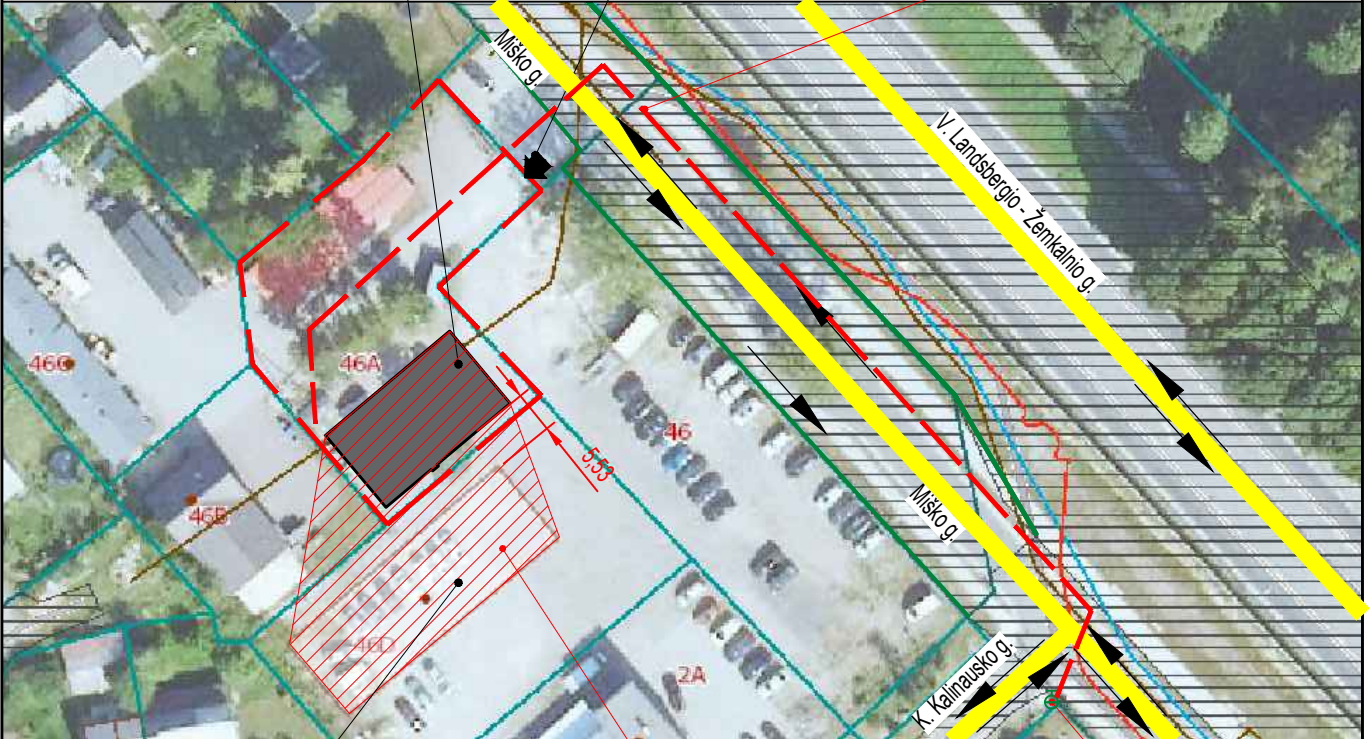 Miško g.
V. Landsbergio - Žemkalnio g.
46C
46A
46
5,53
46B
Miško g.
46D
K. Kalinausko g.
2A